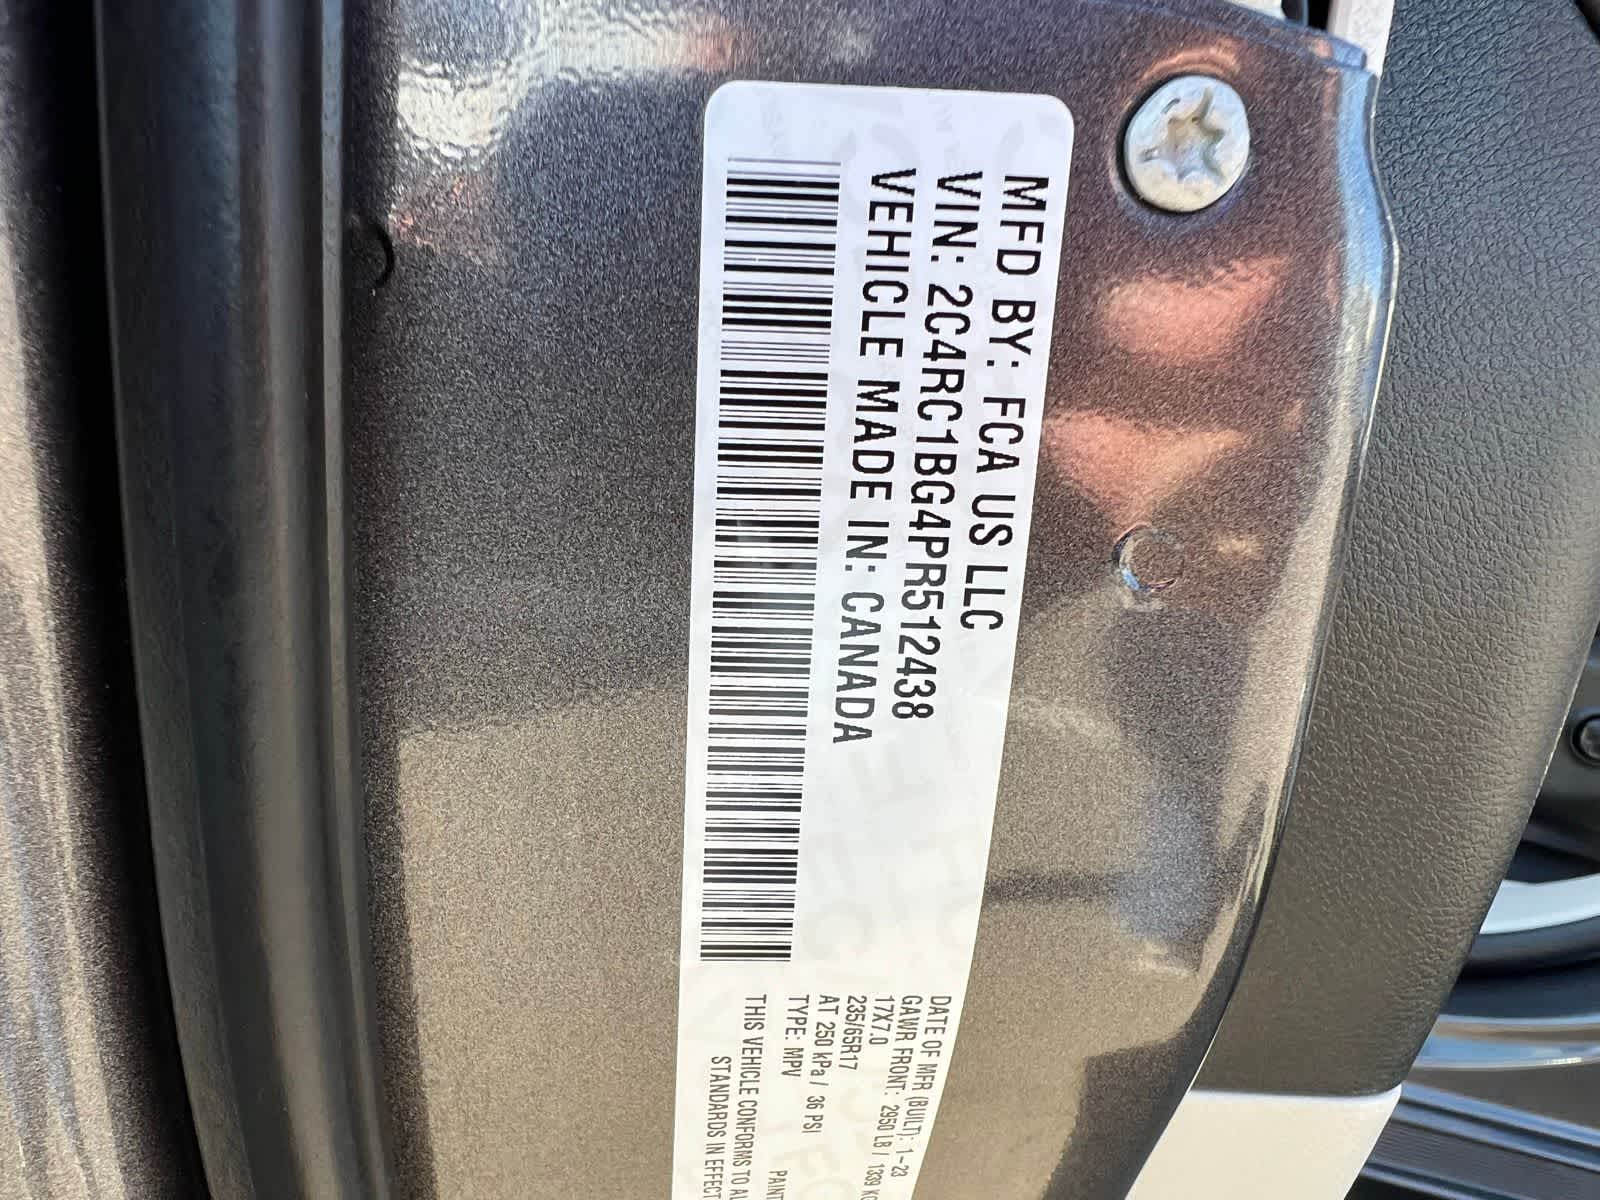 MFD BY: FCA US LLC
VIN: 2C4RC1BG4PR512438
VEHICLE MADE IN: CANADA
DATE OF MFR (BUILT): 1-23
GAWR FRONT: 2950 LB / 1339 KG
17X7.0
235/65R17
AT 250 kPa / 36 PSI
TYPE: MPV PAINT
THIS VEHICLE CONFORMS TO
STANDARDS IN EFFECT